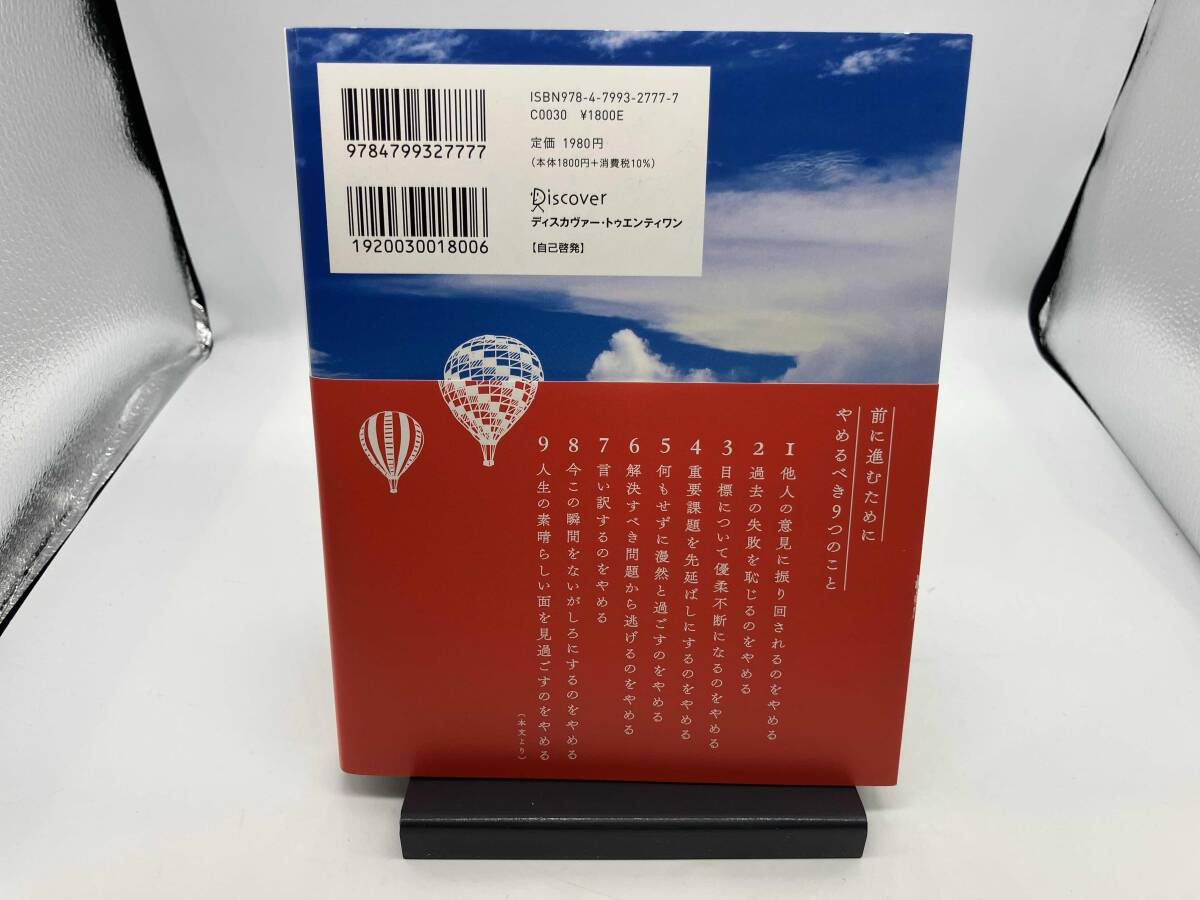 ISBN978-4-7993-2777-7
C0030 ¥1800E
9784799327777
定価 1980円
(本体1800円+消費税10%)
1920030018006
Discover
ディスカヴァー・トゥエンティワン
【自己啓発】
前に進むために
やめるべき9つのこと
1 他人の意見に振り回されるのをやめる
2 過去の失敗を恥じるのをやめる
3 目標について優柔不断になるのをやめる
4 重要課題を先延ばしにするのをやめる
5 何もせずに漫然と過ごすのをやめる
6 解決すべき問題から逃げるのをやめる
7 言い訳するのをやめる
8 今この瞬間をないがしろにするのをやめる
9 人生の素晴らしい面を見過ごすのをやめる
(本文より)